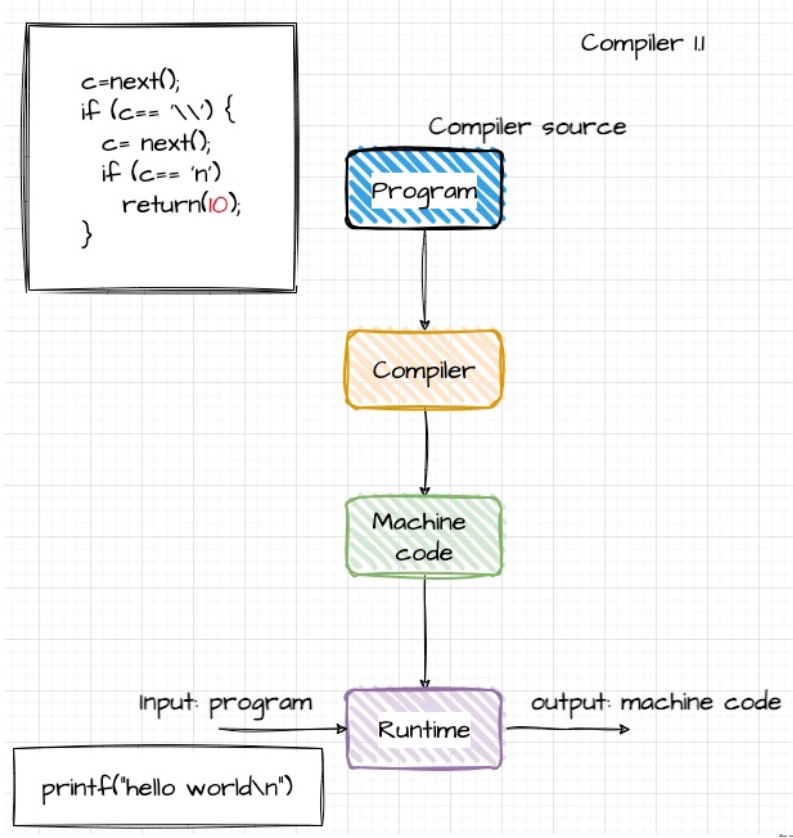 Compiler 1.1
c=next();
if (c== '\\') {
c= next();
if (c== 'n')
return(10);
}
Compiler source
Program
Compiler
Machine
code
Input: program
output: machine code
Runtime
printf("hello world\n")